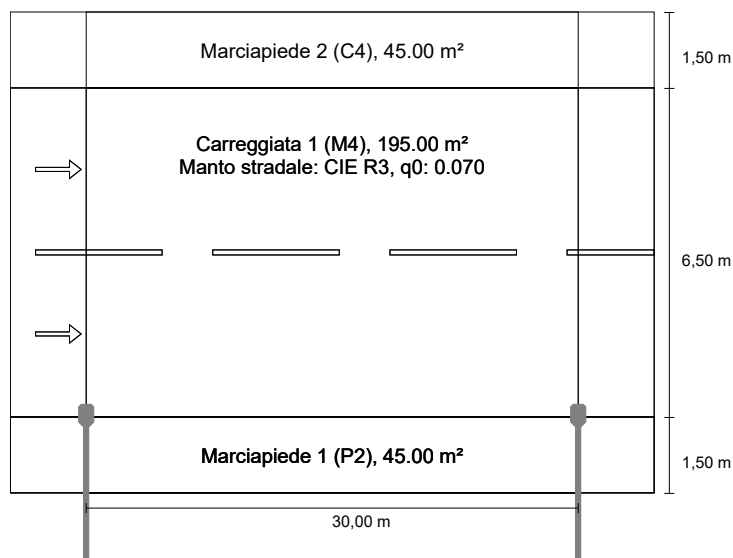 Marciapiede 2 (C4), 45.00 m²
1,50 m
Carreggiata 1 (M4), 195.00 m²
Manto stradale: CIE R3, q0: 0.070
6,50 m
Marciapiede 1 (P2), 45.00 m²
1,50 m
30,00 m